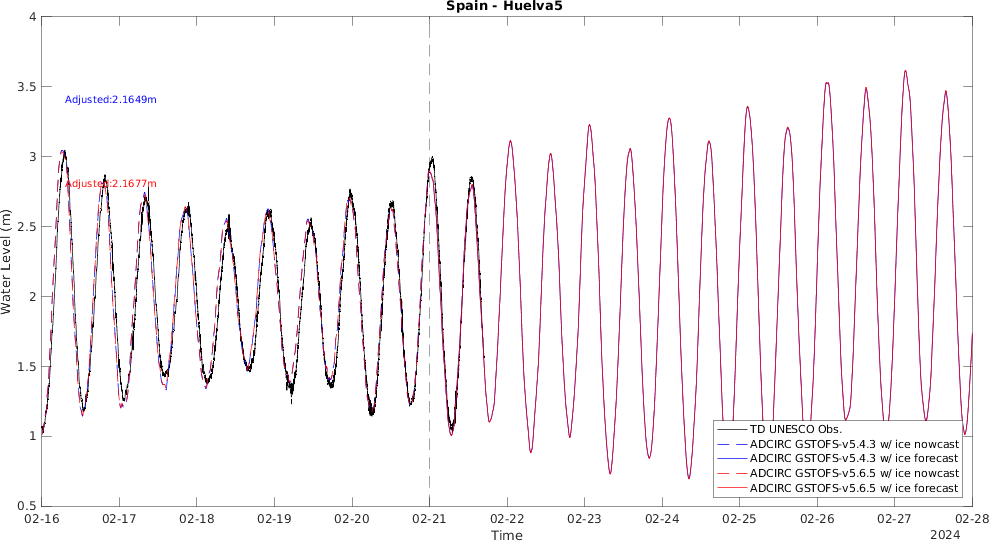 Spain - Huelva5
4
3.5
3
2.5
2
1.5
1
0.5
Water Level (m)
Adjusted:2.1649m
Adjusted:2.1677m
TD UNESCO Obs.
ADCIRC GSTOFS-v5.4.3 w/ ice nowcast
ADCIRC GSTOFS-v5.4.3 w/ ice forecast
ADCIRC GSTOFS-v5.6.5 w/ ice nowcast
ADCIRC GSTOFS-v5.6.5 w/ ice forecast
02-16 02-17 02-18 02-19 02-20 02-21 02-22 02-23 02-24 02-25 02-26 02-27 02-28
Time
2024